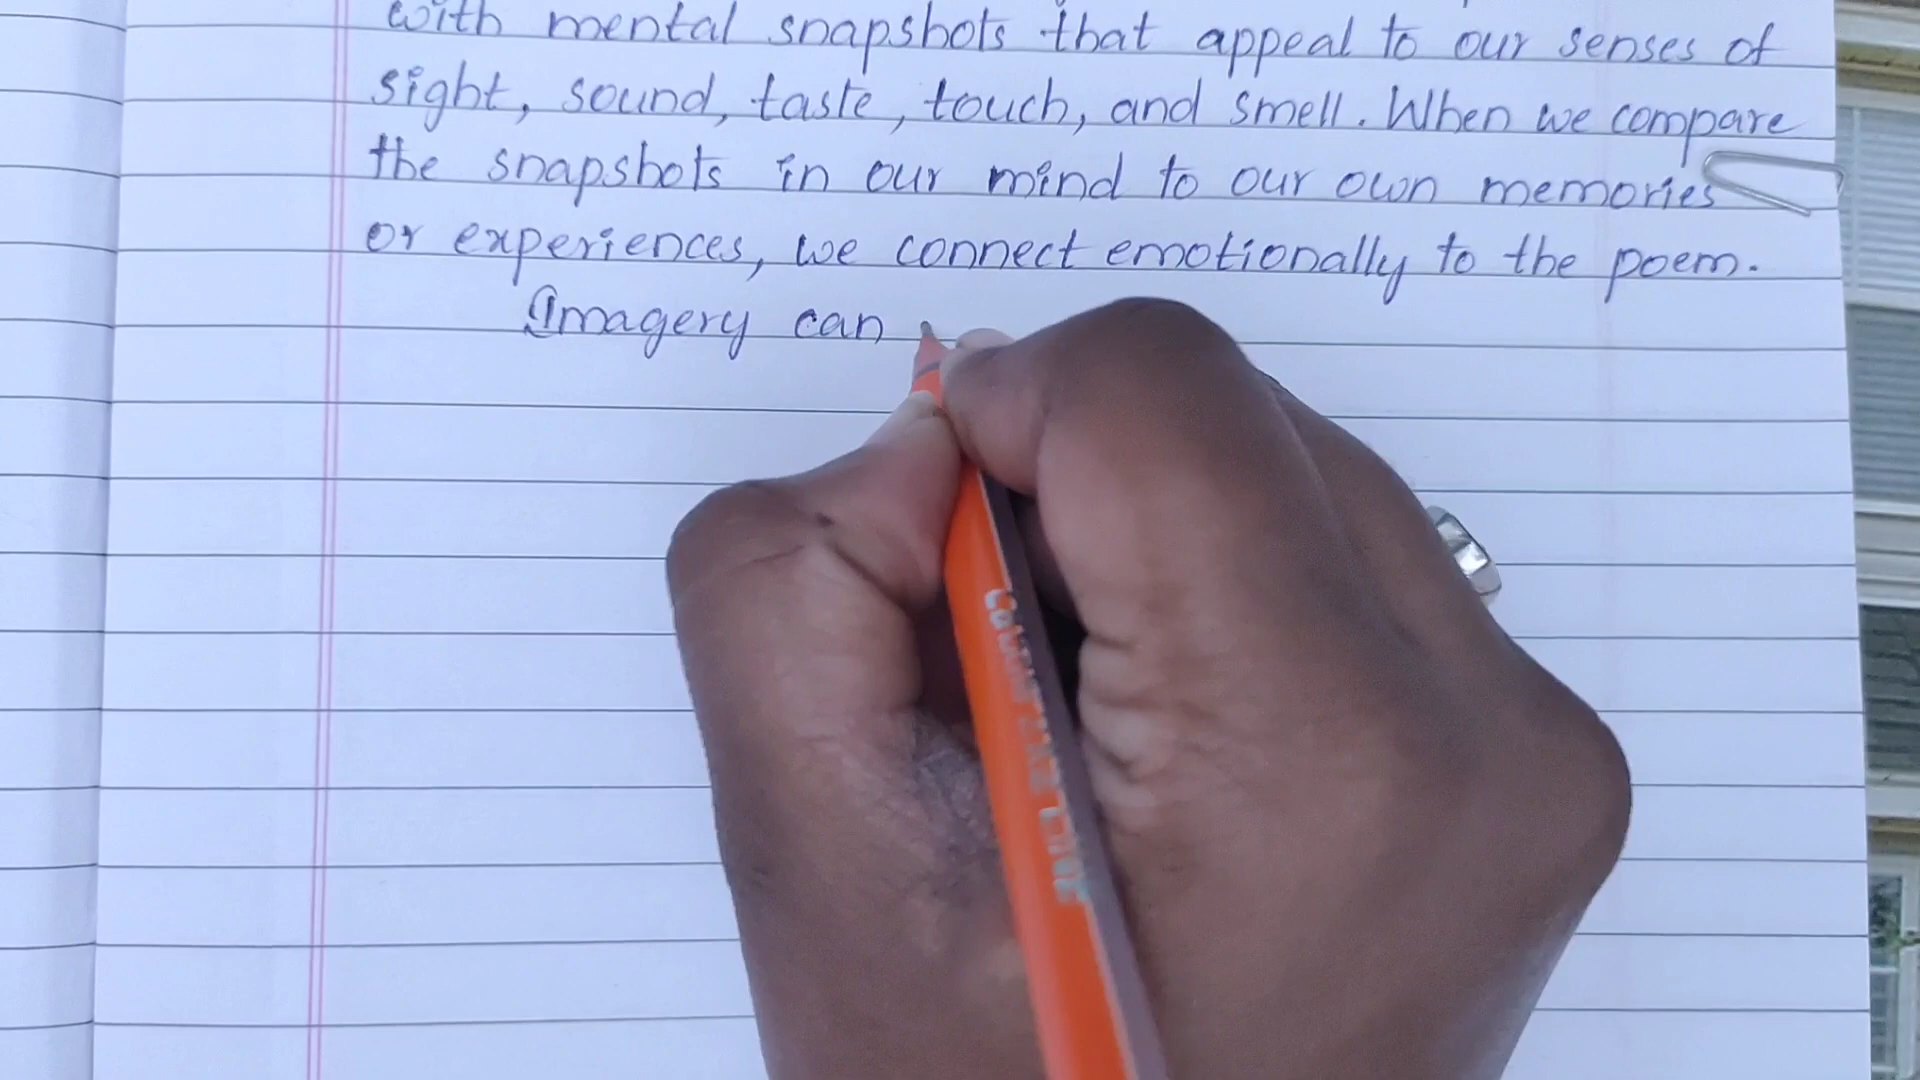 with mental snapshots that appeal to our senses of
sight, sound, taste, touch, and smell. When we compare
the snapshots in our mind to our own memories
or experiences, we connect emotionally to the poem.
Imagery can